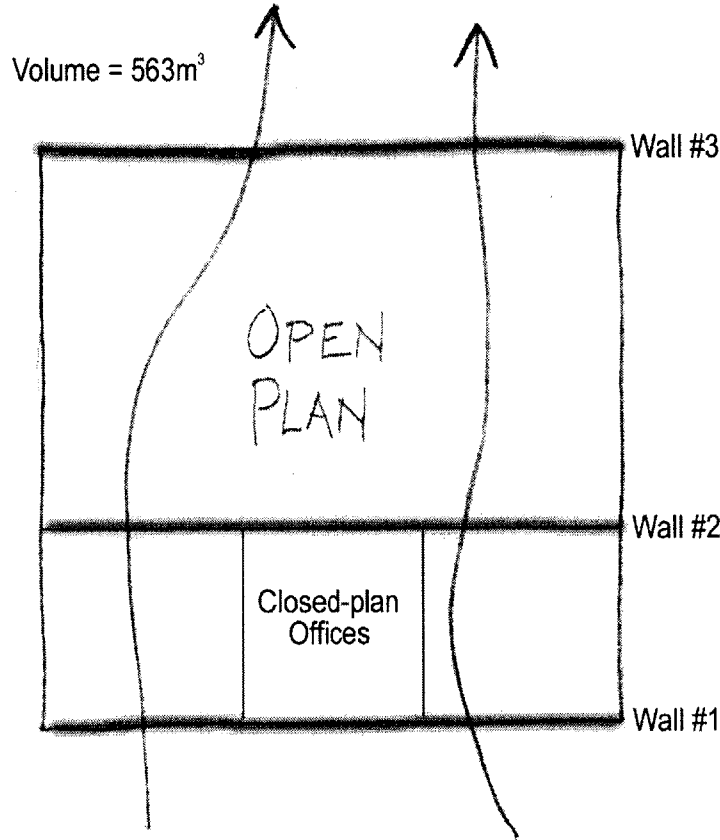 Volume = 563m³
Wall #3
OPEN
PLAN
Wall #2
Closed-plan
Offices
Wall #1